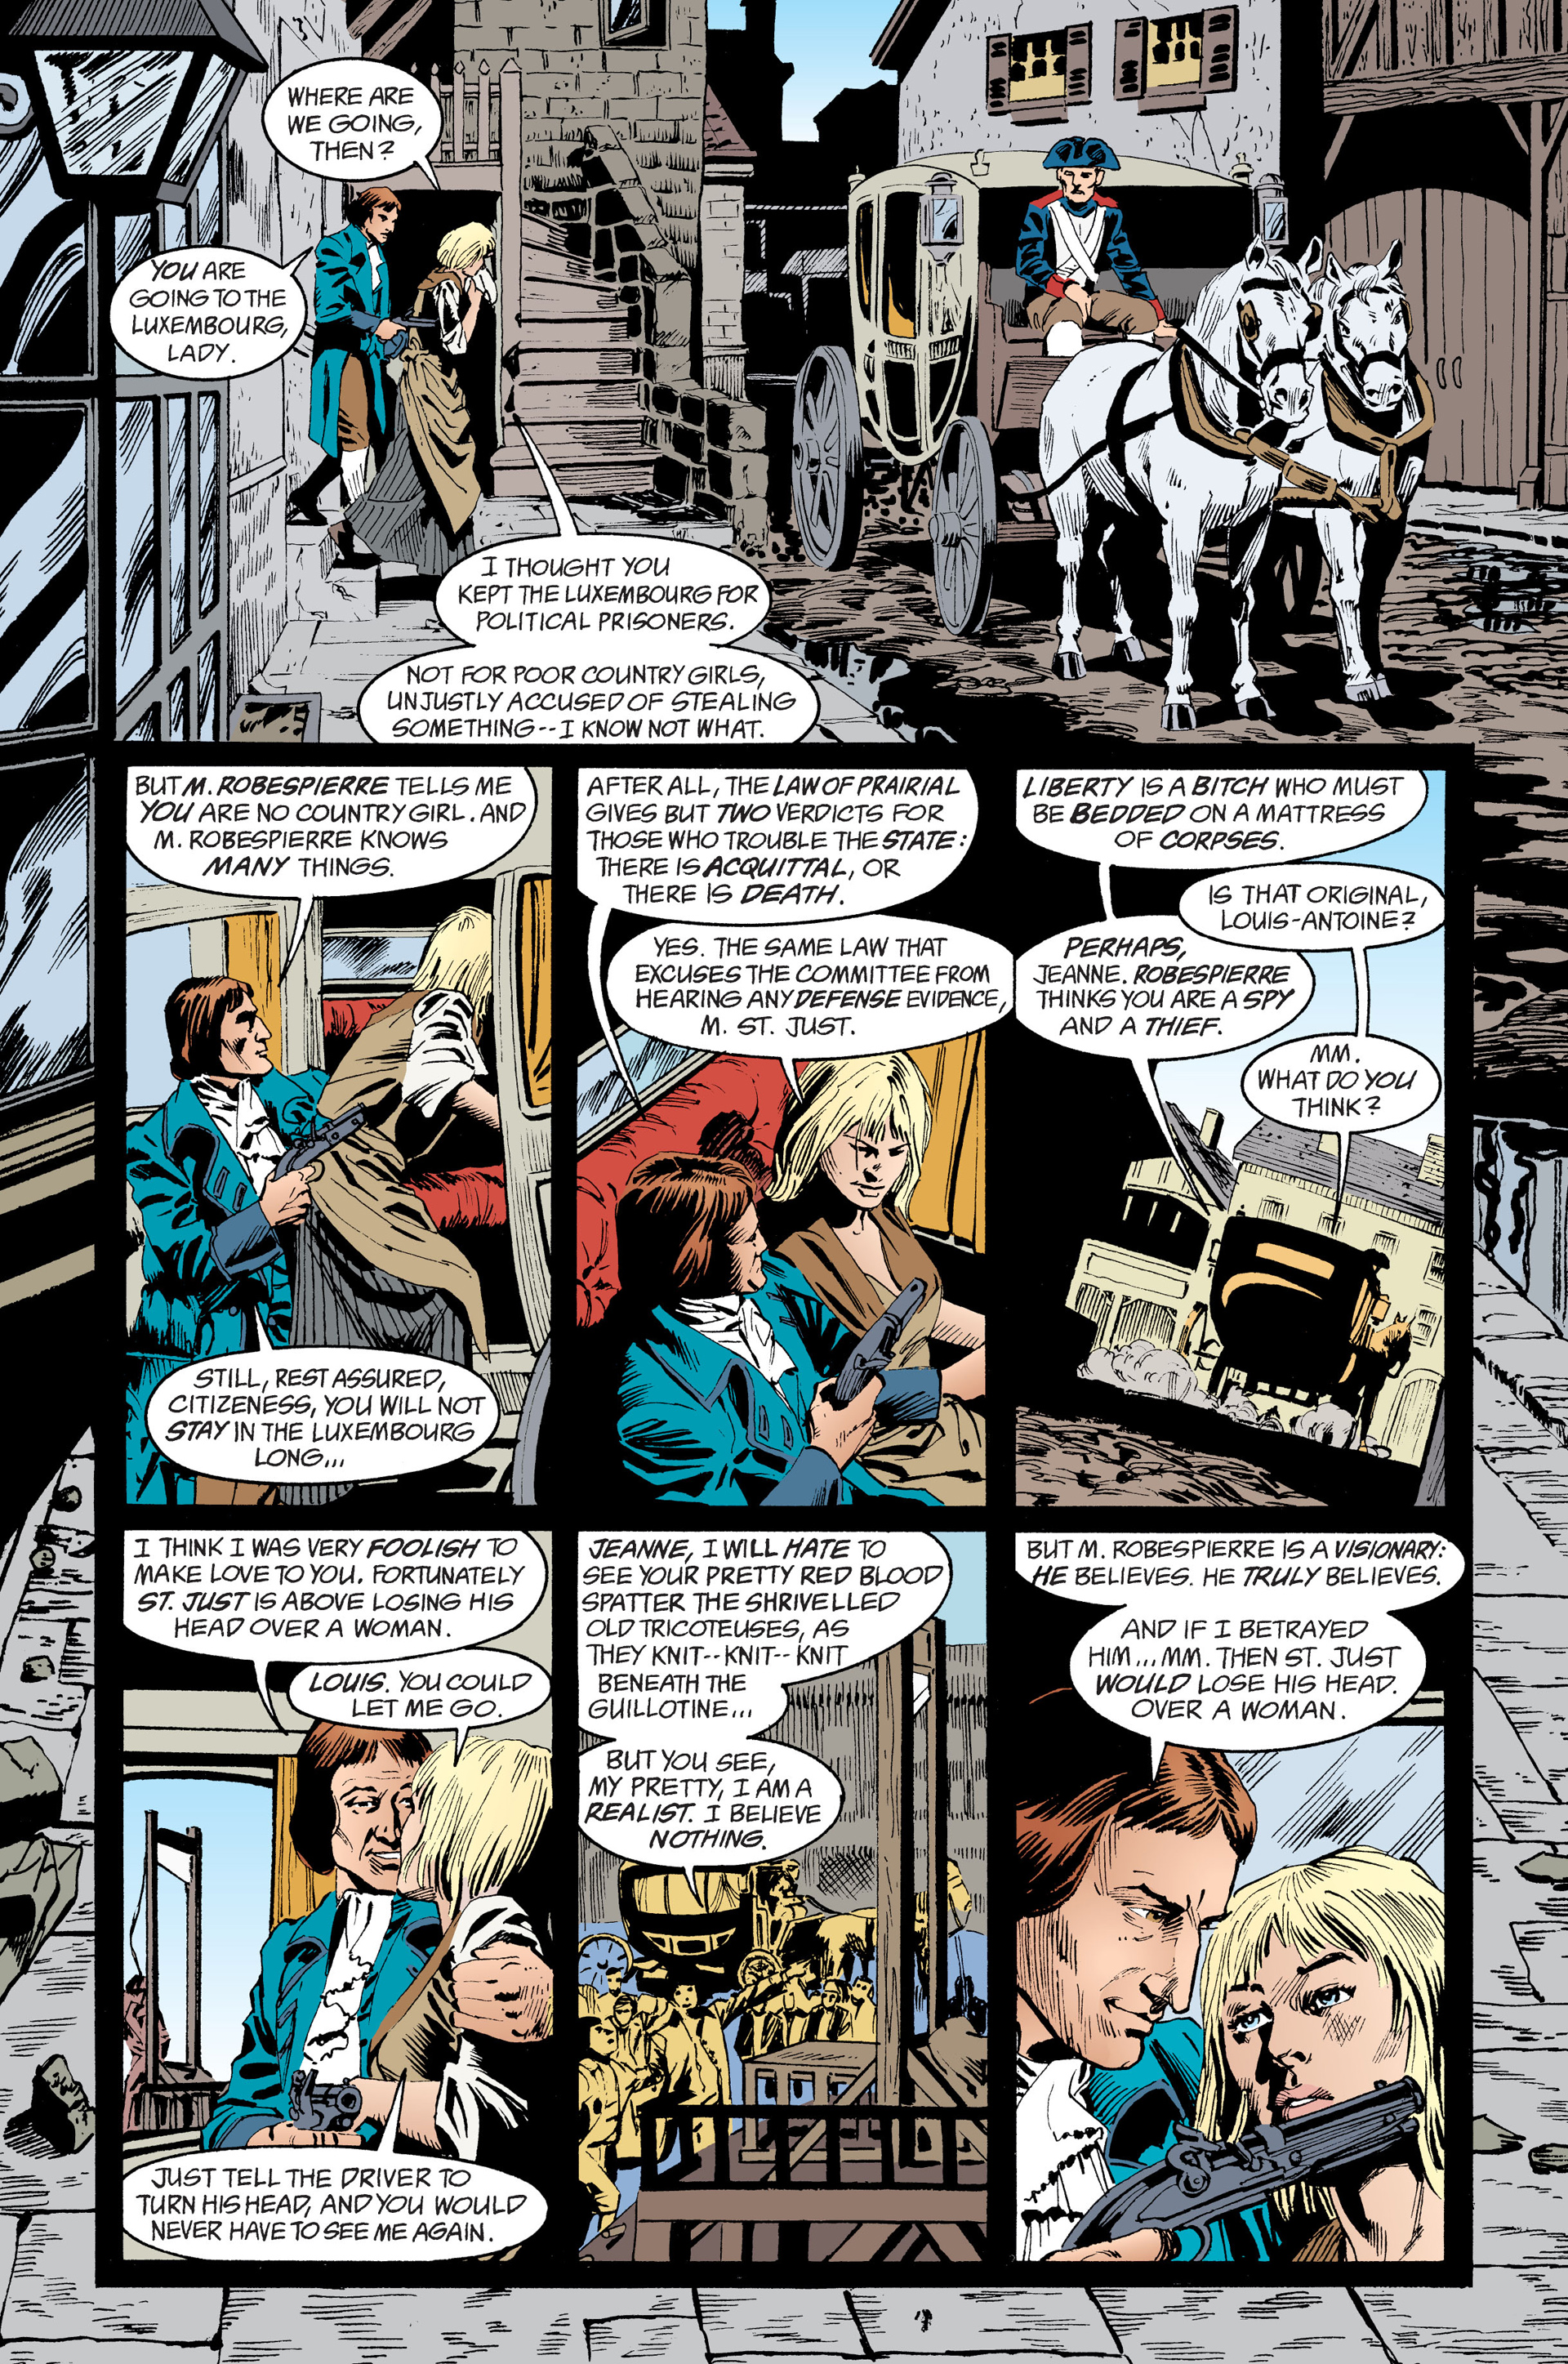 WHERE ARE
WE GOING,
THEN?
YOU ARE
GOING TO THE
LUXEMBOURG,
LADY.
I THOUGHT YOU
KEPT THE LUXEMBOURG FOR
POLITICAL PRISONERS.
NOT FOR POOR COUNTRY GIRLS,
UNJUSTLY ACCUSED OF STEALING
SOMETHING--I KNOW NOT WHAT.
BUT M. ROBESPIERRE TELLS ME
YOU ARE NO COUNTRY GIRL. AND
M. ROBESPIERRE KNOWS
MANY THINGS.
STILL, REST ASSURED,
CITIZENESS, YOU WILL NOT
STAY IN THE LUXEMBOURG
LONG...
AFTER ALL, THE LAW OF PRAIRIAL
GIVES BUT TWO VERDICTS FOR
THOSE WHO TROUBLE THE STATE:
THERE IS ACQUITTAL, OR
THERE IS DEATH.
YES. THE SAME LAW THAT
EXCUSES THE COMMITTEE FROM
HEARING ANY DEFENSE EVIDENCE,
M. ST. JUST.
LIBERTY IS A BITCH WHO MUST
BE BEDDED ON A MATTRESS
OF CORPSES.
IS THAT ORIGINAL,
LOUIS-ANTOINE?
PERHAPS,
JEANNE. ROBESPIERRE
THINKS YOU ARE A SPY
AND A THIEF.
MM.
WHAT DO YOU
THINK?
I THINK I WAS VERY FOOLISH TO
MAKE LOVE TO YOU. FORTUNATELY
ST. JUST IS ABOVE LOSING HIS
HEAD OVER A WOMAN.
LOUIS. YOU COULD
LET ME GO.
JUST TELL THE DRIVER TO
TURN HIS HEAD, AND YOU WOULD
NEVER HAVE TO SEE ME AGAIN.
JEANNE, I WILL HATE TO
SEE YOUR PRETTY RED BLOOD
SPATTER THE SHRIVELLED
OLD TRICOTEUSES, AS
THEY KNIT--KNIT--KNIT
BENEATH THE
GUILLOTINE...
BUT YOU SEE,
MY PRETTY, I AM A
REALIST. I BELIEVE
NOTHING.
BUT M. ROBESPIERRE IS A VISIONARY:
HE BELIEVES. HE TRULY BELIEVES.
AND IF I BETRAYED
HIM...MM. THEN ST. JUST
WOULD LOSE HIS HEAD.
OVER A WOMAN.